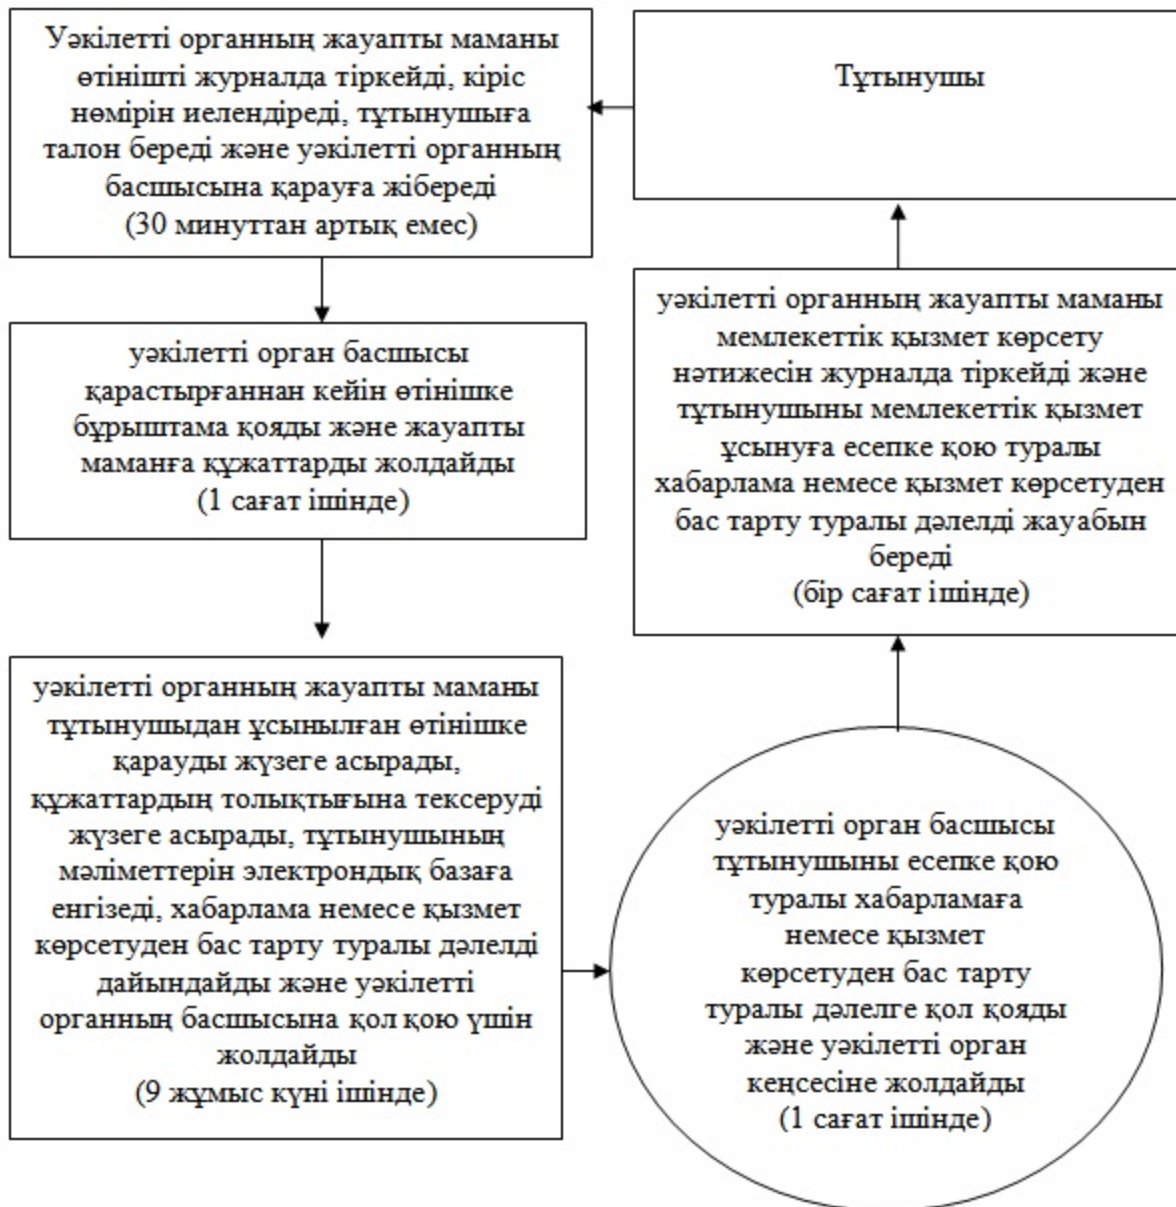 Уәкілетті органның жауапты маманы
өтінішті журналда тіркейді, кіріс
нөмірін иелендіреді, тұтынушыға
талон береді және уәкілетті органның
басшысына қарауға жібереді
(30 минуттан артық емес)
Тұтынушы
уәкілетті орган басшысы
қарастырғаннан кейін өтінішке
бұрыштама қояды және жауапты
маманға құжаттарды жолдайды
(1 сағат ішінде)
уәкілетті органның жауапты маманы
тұтынушыдан ұсынылған өтінішке
қарауды жүзеге асырады,
құжаттардың толықтығына тексеруді
жүзеге асырады, тұтынушының
мәліметтерін электрондық базаға
енгізеді, хабарлама немесе қызмет
көрсетуден бас тарту туралы дәлелді
дайындайды және уәкілетті
органның басшысына қол қою үшін
жолдайды
(9 жұмыс күні ішінде)
уәкілетті орган басшысы
тұтынушыны есепке қою
туралы хабарламаға
немесе қызмет
көрсетуден бас тарту
туралы дәлелге қол қояды
және уәкілетті орган
кеңсесіне жолдайды
(1 сағат ішінде)
уәкілетті органның жауапты маманы
мемлекеттік қызмет көрсету
нәтижесін журналда тіркейді және
тұтынушыны мемлекеттік қызмет
ұсынуға есепке қою туралы
хабарлама немесе қызмет көрсетуден
бас тарту туралы дәлелді жауабын
береді
(бір сағат ішінде)